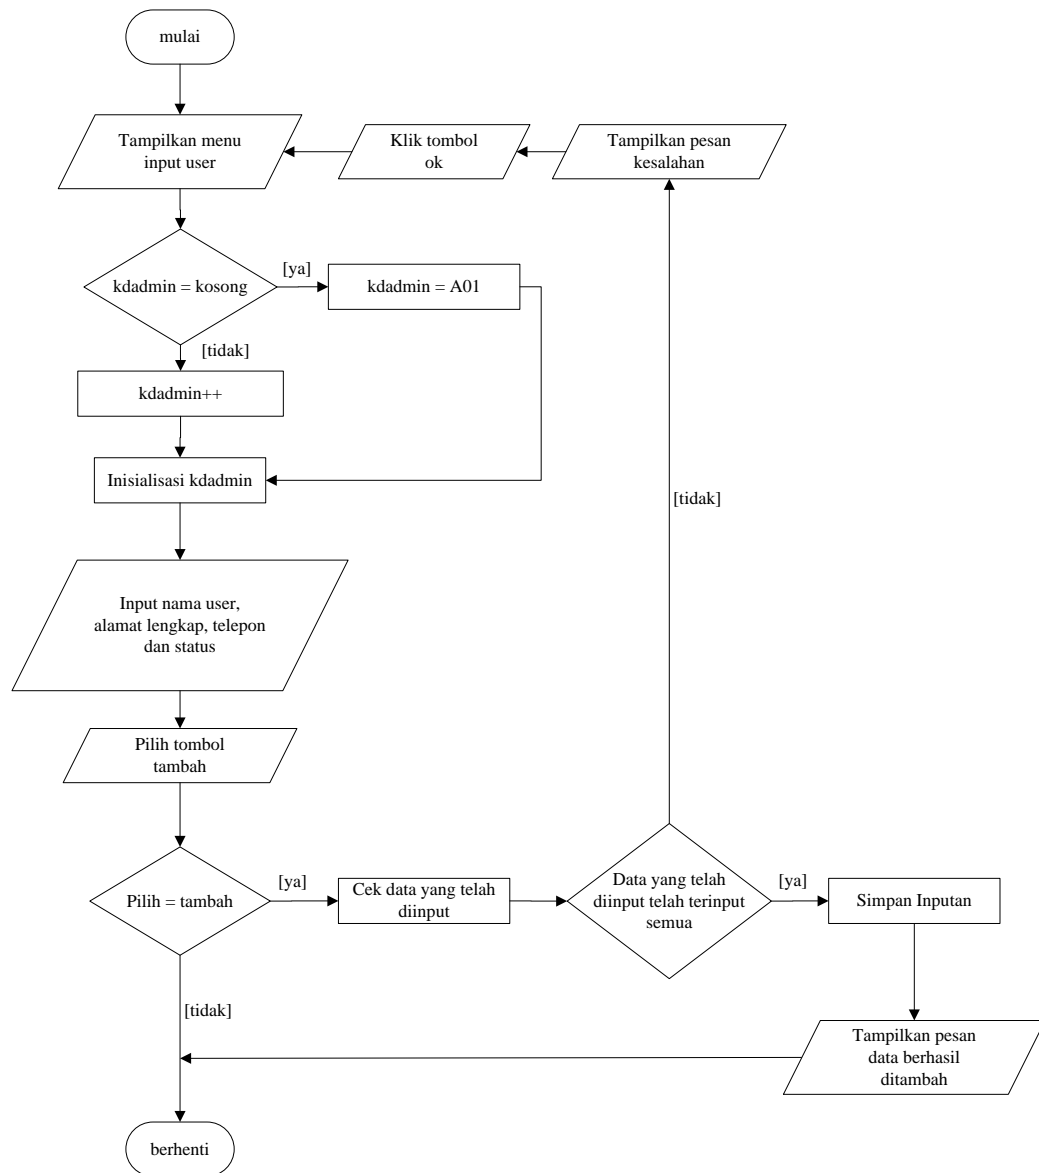 mulai
Tampilkan menu
input user
Klik tombol
ok
Tampilkan pesan
kesalahan
kdadmin = kosong
[ya]
kdadmin = A01
[tidak]
kdadmin++
Inisialisasi kdadmin
[tidak]
Input nama user,
alamat lengkap, telepon
dan status
Pilih tombol
tambah
Pilih = tambah
[ya]
Cek data yang telah
diinput
Data yang telah
diinput telah terinput
semua
[ya]
Simpan Inputan
[tidak]
Tampilkan pesan
data berhasil
ditambah
berhenti